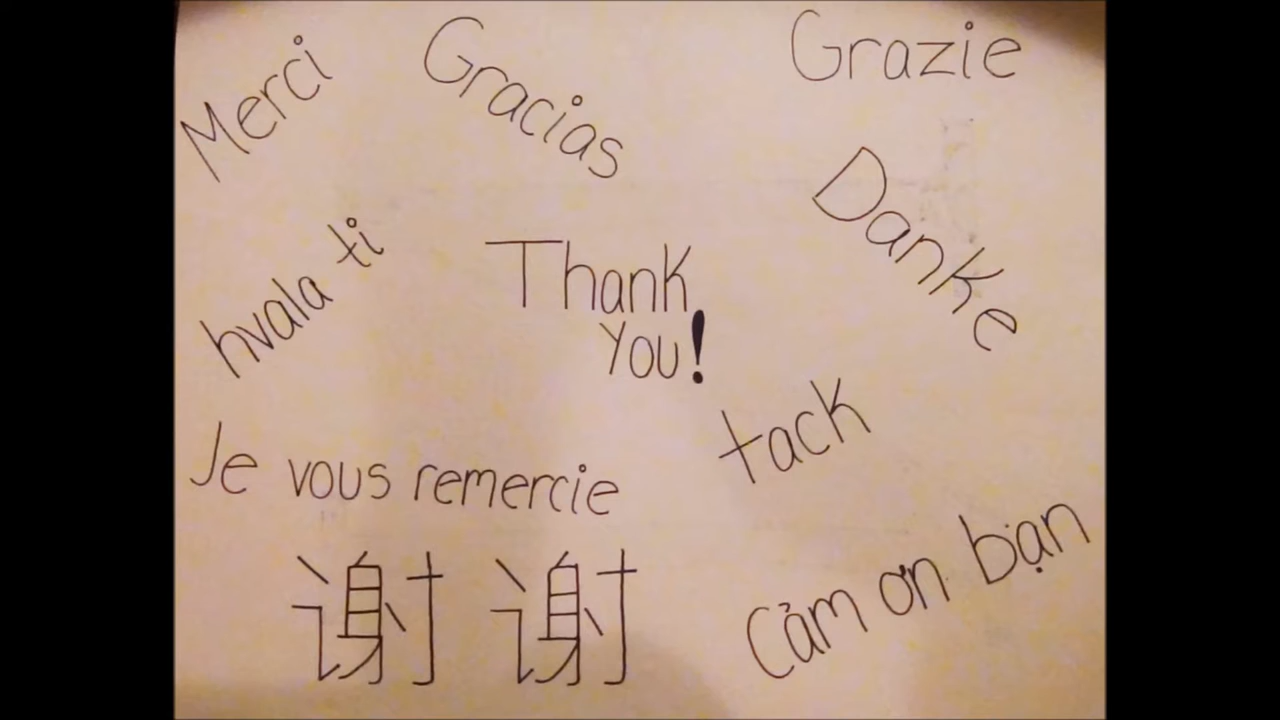 Merci
Gracias
Grazie
Danke
hvala ti
Thank
You!
tack
Je vous remercie
谢谢
Cảm ơn bạn